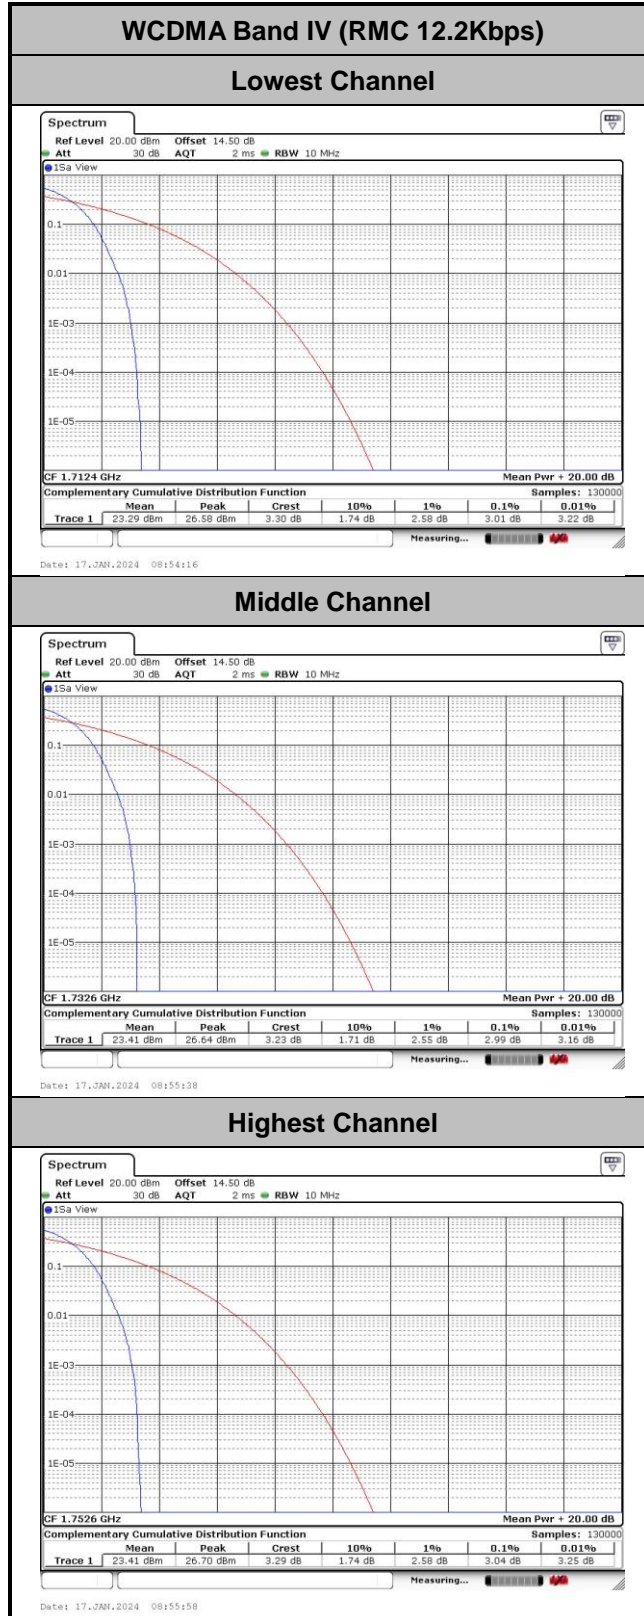 WCDMA Band IV (RMC 12.2Kbps)
Lowest Channel
Spectrum
Ref Level 20.00 dBm Offset 14.50 dB
Att 30 dB AQT 2 ms RBW 10 MHz
1Sa View
0.1
0.01
1E-03
1E-04
1E-05
CF 1.7124 GHz Mean Pwr + 20.00 dB
Complementary Cumulative Distribution Function Samples: 130000
Mean Peak Crest 10% 1% 0.1% 0.01%
Trace 1 23.29 dBm 26.58 dBm 3.30 dB 1.74 dB 2.58 dB 3.01 dB 3.22 dB
Measuring...
Date: 17.JAN.2024 08:54:16
Middle Channel
Spectrum
Ref Level 20.00 dBm Offset 14.50 dB
Att 30 dB AQT 2 ms RBW 10 MHz
1Sa View
0.1
0.01
1E-03
1E-04
1E-05
CF 1.7326 GHz Mean Pwr + 20.00 dB
Complementary Cumulative Distribution Function Samples: 130000
Mean Peak Crest 10% 1% 0.1% 0.01%
Trace 1 23.41 dBm 26.64 dBm 3.23 dB 1.71 dB 2.55 dB 2.99 dB 3.16 dB
Measuring...
Date: 17.JAN.2024 08:55:38
Highest Channel
Spectrum
Ref Level 20.00 dBm Offset 14.50 dB
Att 30 dB AQT 2 ms RBW 10 MHz
1Sa View
0.1
0.01
1E-03
1E-04
1E-05
CF 1.7526 GHz Mean Pwr + 20.00 dB
Complementary Cumulative Distribution Function Samples: 130000
Mean Peak Crest 10% 1% 0.1% 0.01%
Trace 1 23.41 dBm 26.70 dBm 3.29 dB 1.74 dB 2.58 dB 3.04 dB 3.25 dB
Measuring...
Date: 17.JAN.2024 08:55:58